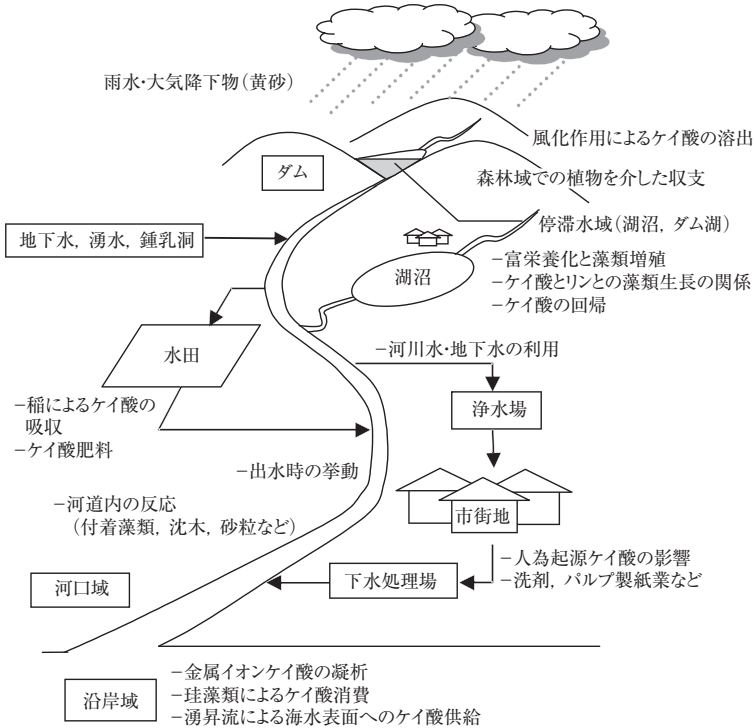 雨水・大気降下物（黄砂）
風化作用によるケイ酸の溶出
ダム
森林域での植物を介した収支
地下水, 湧水, 鍾乳洞
停滞水域（湖沼, ダム湖）
－富栄養化と藻類増殖
－ケイ酸とリンとの藻類生長の関係
－ケイ酸の回帰
湖沼
水田
－河川水・地下水の利用
－稲によるケイ酸の
吸収
－ケイ酸肥料
浄水場
－出水時の挙動
－河道内の反応
（付着藻類, 沈木, 砂粒など）
市街地
－人為起源ケイ酸の影響
－洗剤, パルプ製紙業など
下水処理場
河口域
沿岸域
－金属イオンケイ酸の凝析
－珪藻類によるケイ酸消費
－湧昇流による海水表面へのケイ酸供給